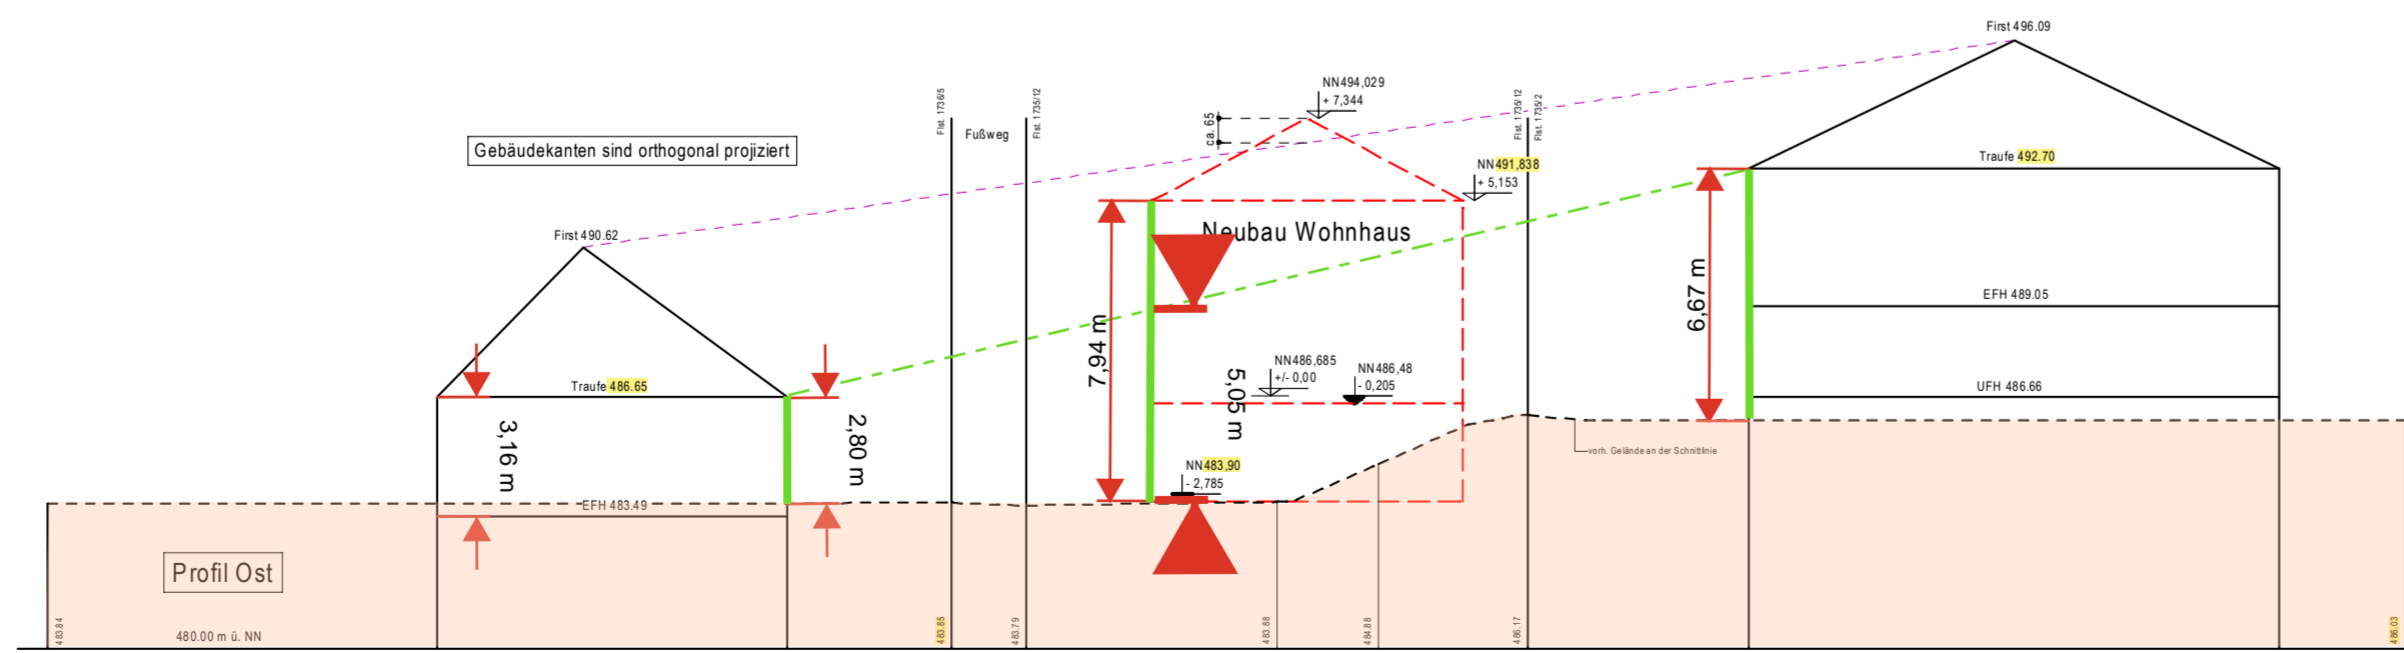 First 496.09
NN494,029
+ 7,344
Flst. 1736/5
Fußweg
Flst. 1735/12
ca. 65
Flst. 1735/12
Flst. 1735/2
Gebäudekanten sind orthogonal projiziert
NN491,838
+ 5,153
Traufe 492.70
First 490.62
Neubau Wohnhaus
6,67 m
EFH 489.05
7,94 m
NN486,685
+/- 0,00
NN486,48
- 0,205
5,05 m
Traufe 486.65
UFH 486.66
3,16 m
2,80 m
vorh. Gelände an der Schnittlinie
NN483,90
- 2,785
EFH 483.49
Profil Ost
480.00 m ü. NN
483.84
483.85
483.79
483.88
484.88
486.17
486.03